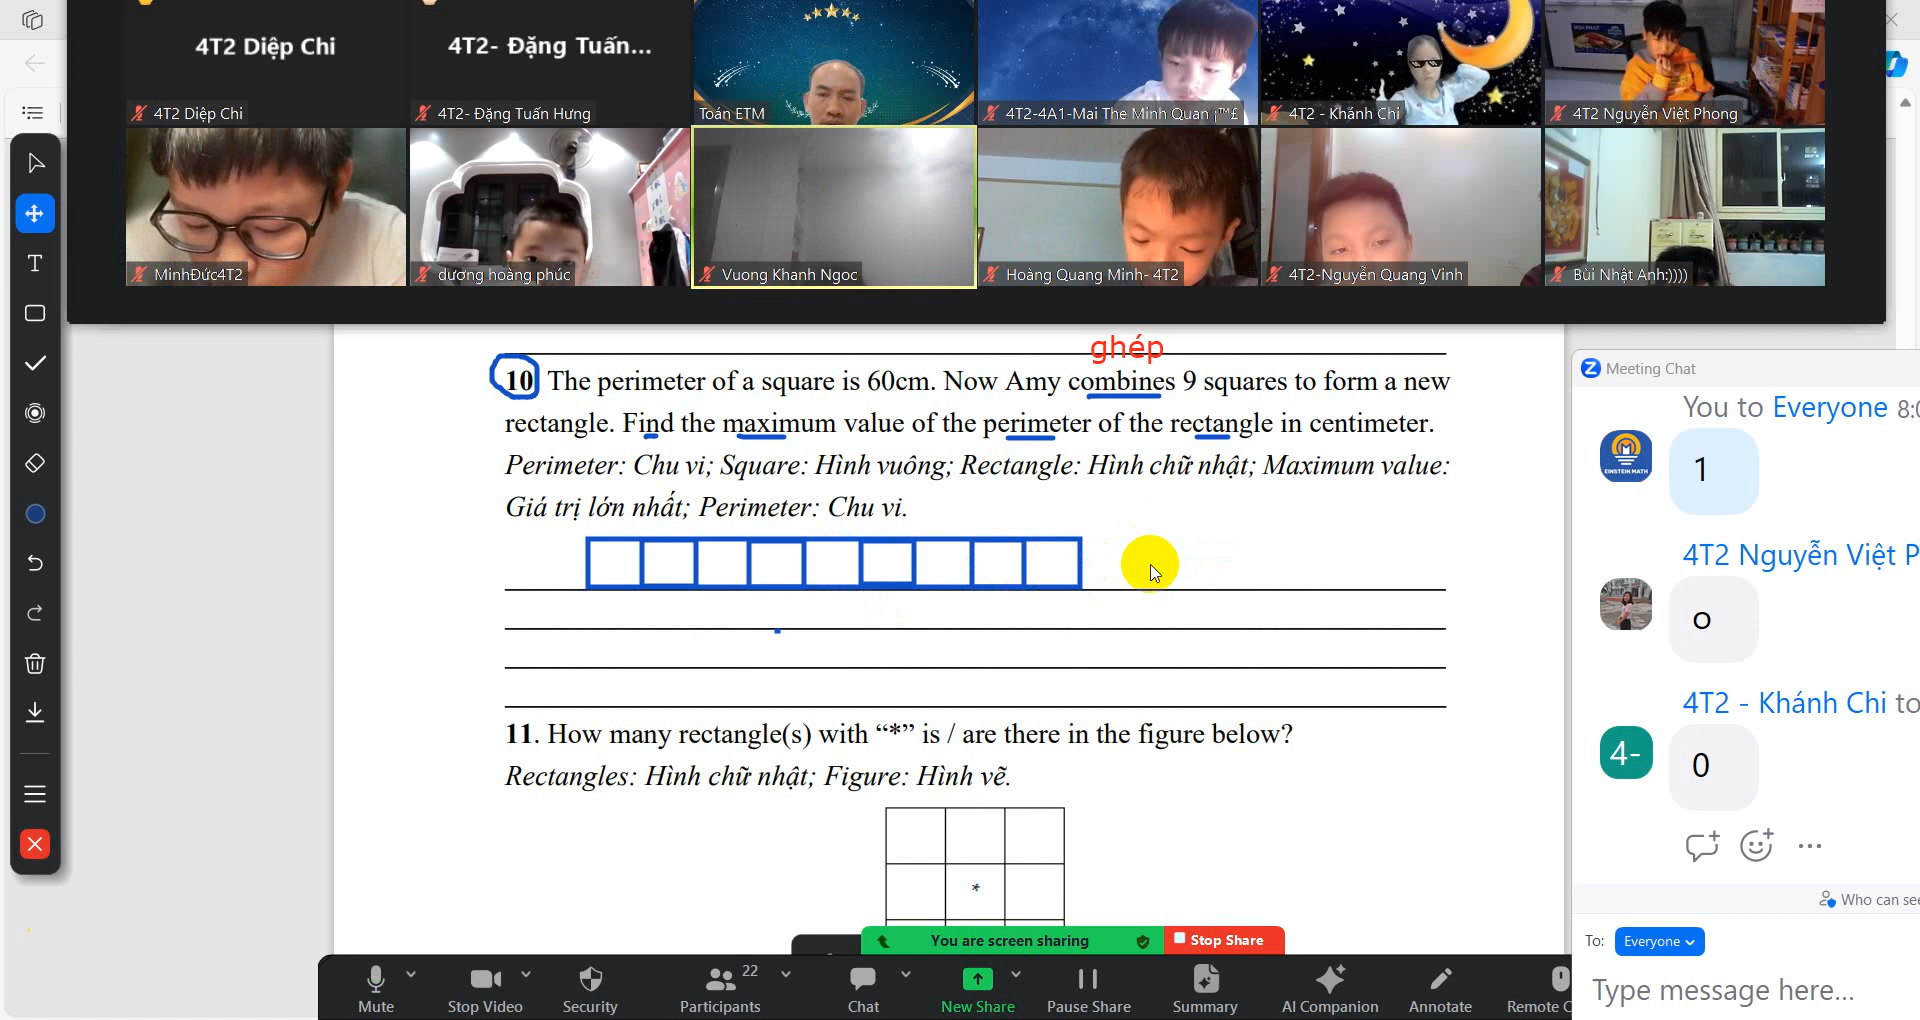 4T2 Diệp Chi
4T2- Đặng Tuấn...
4T2 Diệp Chi
4T2- Đặng Tuấn Hưng
Toán ETM
4T2-4A1-Mai The Minh Quan ¡™£
4T2 - Khánh Chi
4T2 Nguyễn Việt Phong
MinhĐức4T2
dương hoàng phúc
Vuong Khanh Ngoc
Hoàng Quang Minh- 4T2
4T2-Nguyễn Quang Vinh
Bùi Nhật Anh:))))
ghép
10 The perimeter of a square is 60cm. Now Amy combines 9 squares to form a new
rectangle. Find the maximum value of the perimeter of the rectangle in centimeter.
Perimeter: Chu vi; Square: Hình vuông; Rectangle: Hình chữ nhật; Maximum value:
Giá trị lớn nhất; Perimeter: Chu vi.
11. How many rectangle(s) with “*” is / are there in the figure below?
Rectangles: Hình chữ nhật; Figure: Hình vẽ.
*
Meeting Chat
You to Everyone 8:0
EINSTEIN MATH
1
4T2 Nguyễn Việt P
o
4T2 - Khánh Chi to
4-
0
Who can see
To: Everyone
Type message here...
You are screen sharing
Stop Share
Mute
Stop Video
Security
Participants
22
Chat
New Share
Pause Share
Summary
AI Companion
Annotate
Remote C